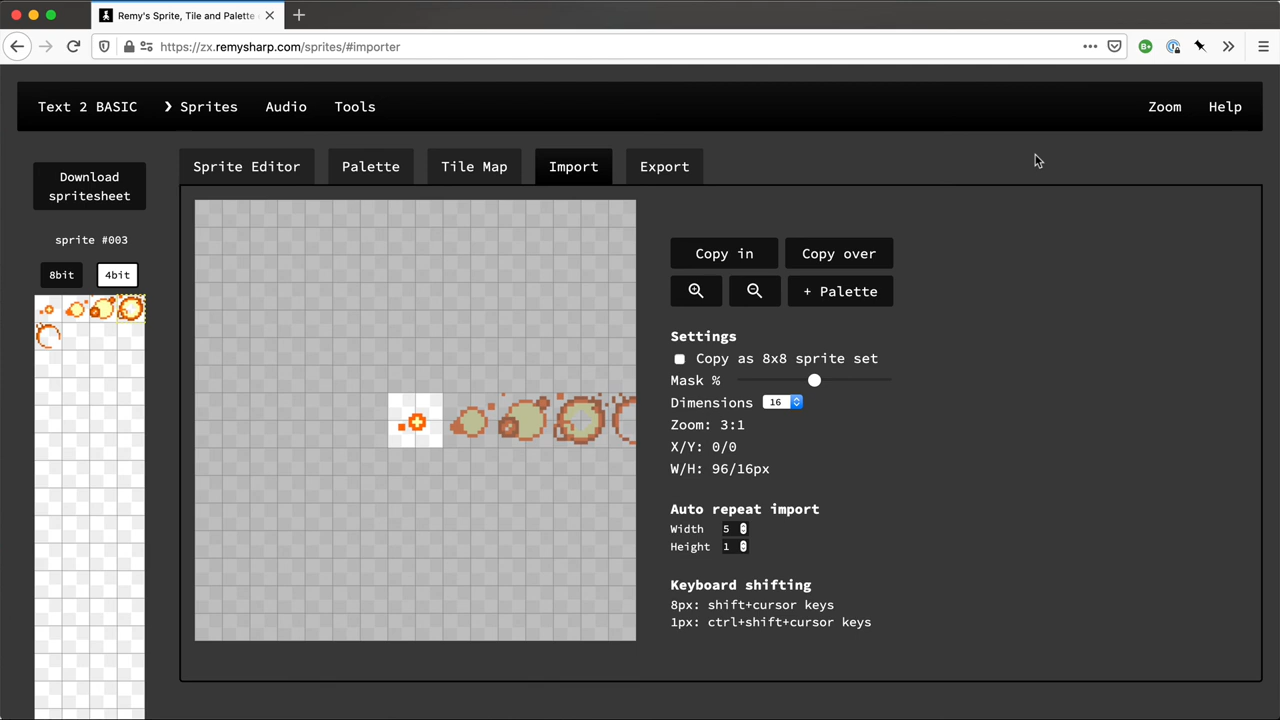 Remy's Sprite, Tile and Palette
https://zx.remysharp.com/sprites/#importer
Text 2 BASIC
❯ Sprites
Audio
Tools
Zoom
Help
Download
spritesheet
sprite #003
8bit
4bit
Sprite Editor
Palette
Tile Map
Import
Export
Copy in
Copy over
+ Palette
Settings
Copy as 8x8 sprite set
Mask %
Dimensions 16
Zoom: 3:1
X/Y: 0/0
W/H: 96/16px
Auto repeat import
Width 5
Height 1
Keyboard shifting
8px: shift+cursor keys
1px: ctrl+shift+cursor keys